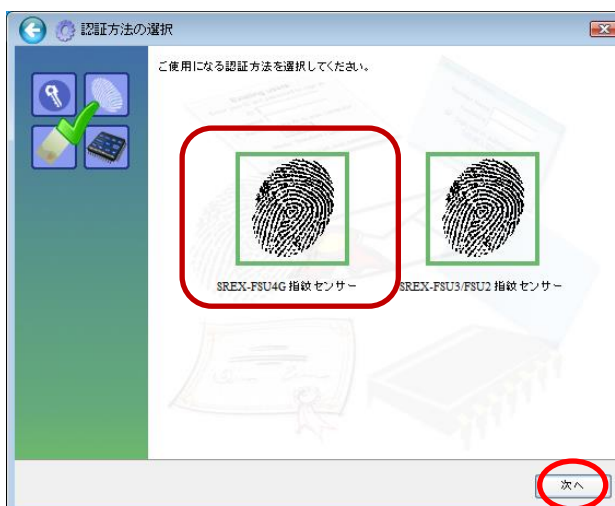 認証方法の選択
ご使用になる認証方法を選択してください。
SREX-FSU4G 指紋センサー
SREX-FSU3/FSU2 指紋センサー
次へ